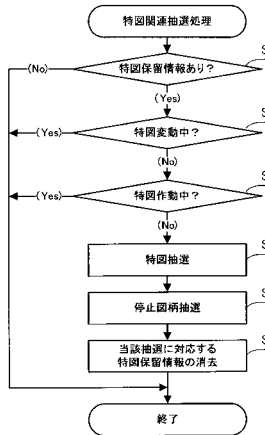 特図関連抽選処理
S
特図保留情報あり?
(No)
(Yes)
S
特図変動中?
(Yes)
(No)
S
特図作動中?
(Yes)
(No)
S
特図抽選
S
停止図柄抽選
S
当該抽選に対応する
特図保留情報の消去
終了